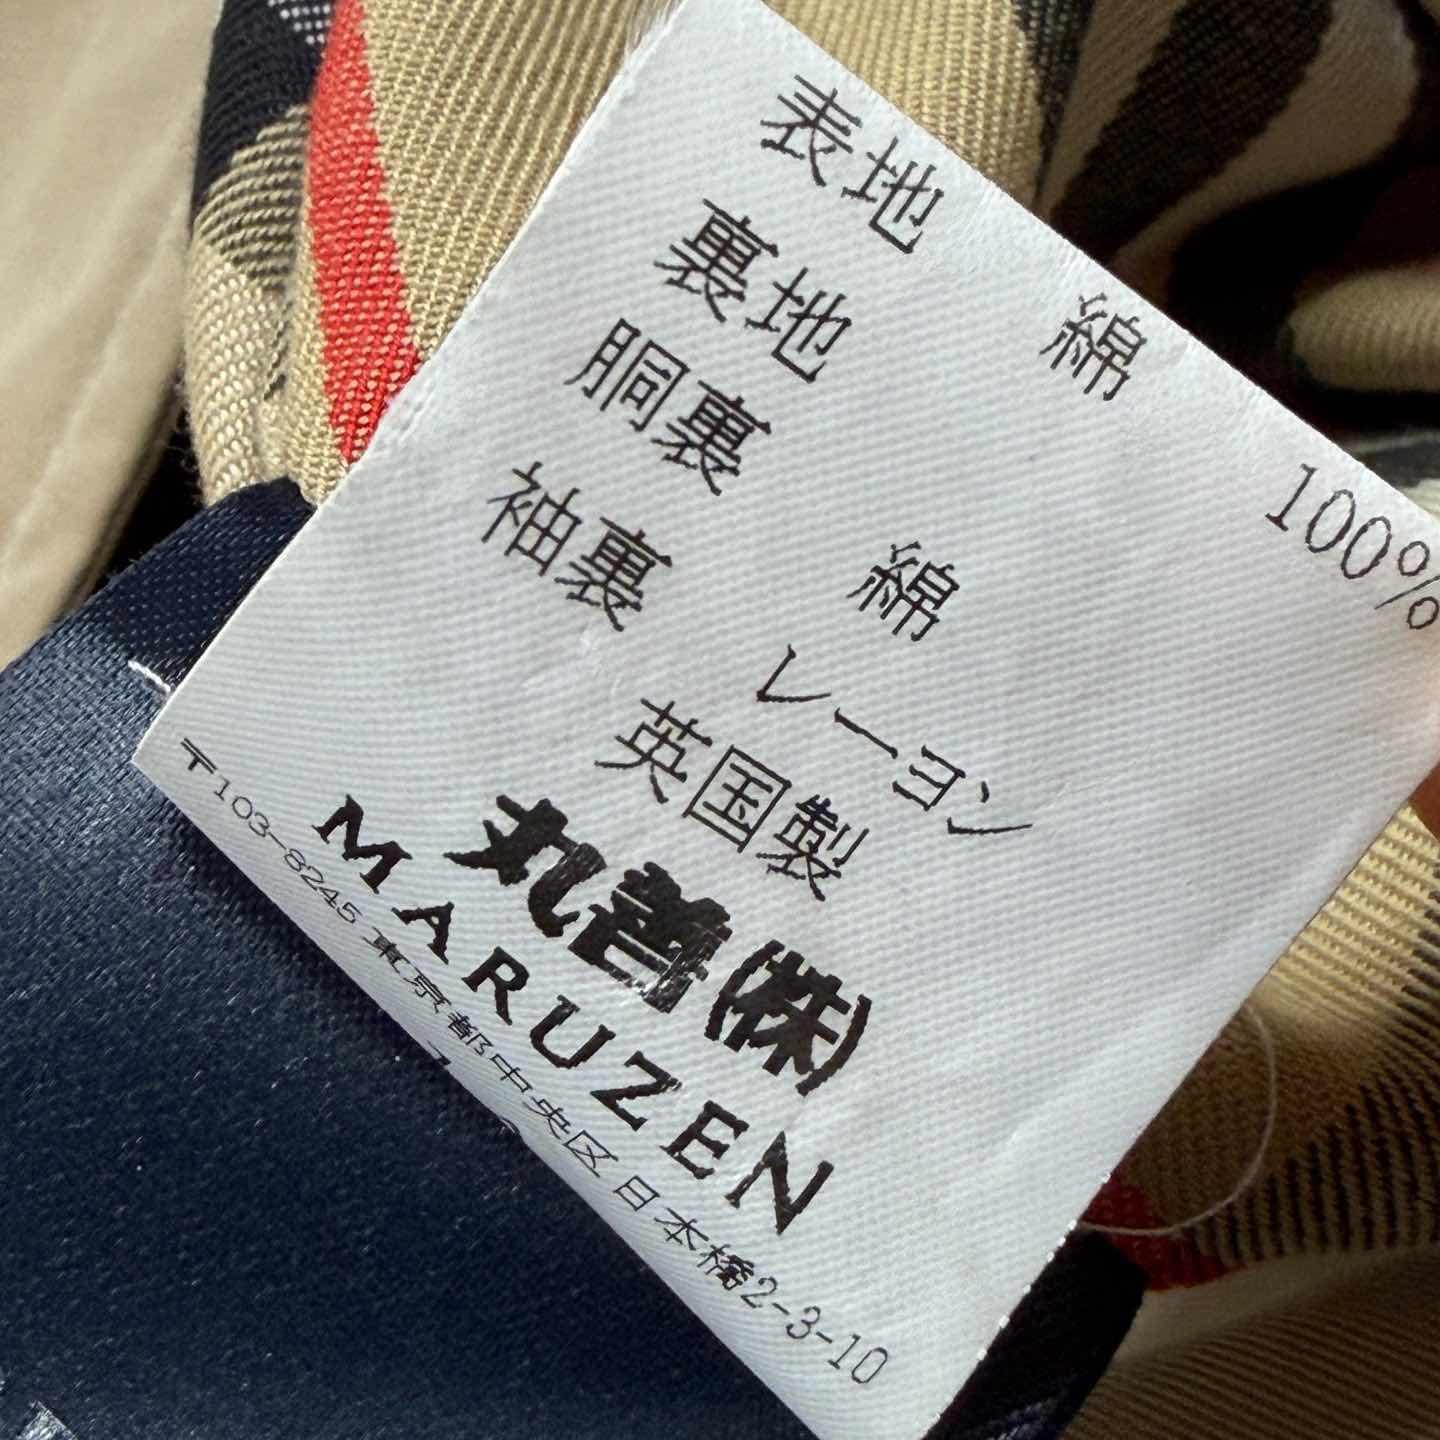 表地 綿 100%
裏地
胴裏 綿
袖裏 レーヨン
英国製
丸善(株)
MARUZEN
〒103-8245 東京都中央区日本橋2-3-10